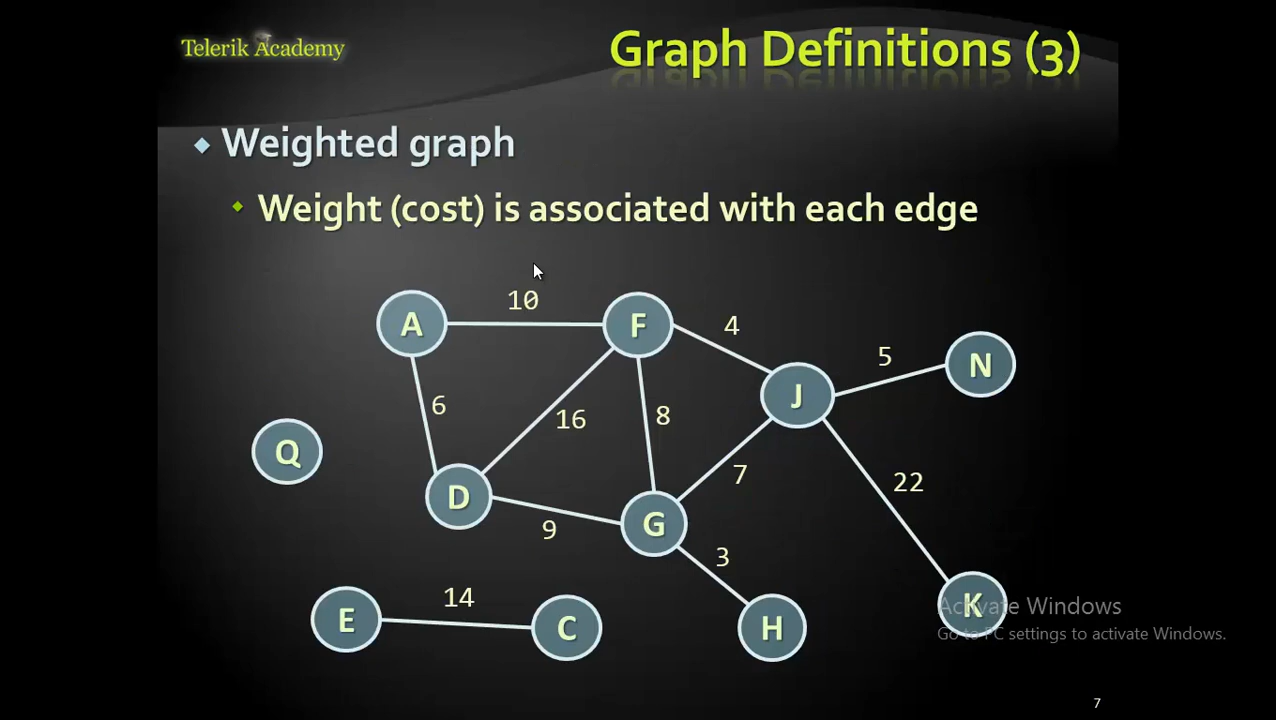 Telerik Academy
Graph Definitions (3)
Weighted graph
Weight (cost) is associated with each edge
10
A
F
4
5
N
J
6
16
8
Q
7
22
D
9
G
3
14
E
C
H
K
Activate Windows
Go to PC settings to activate Windows.
7